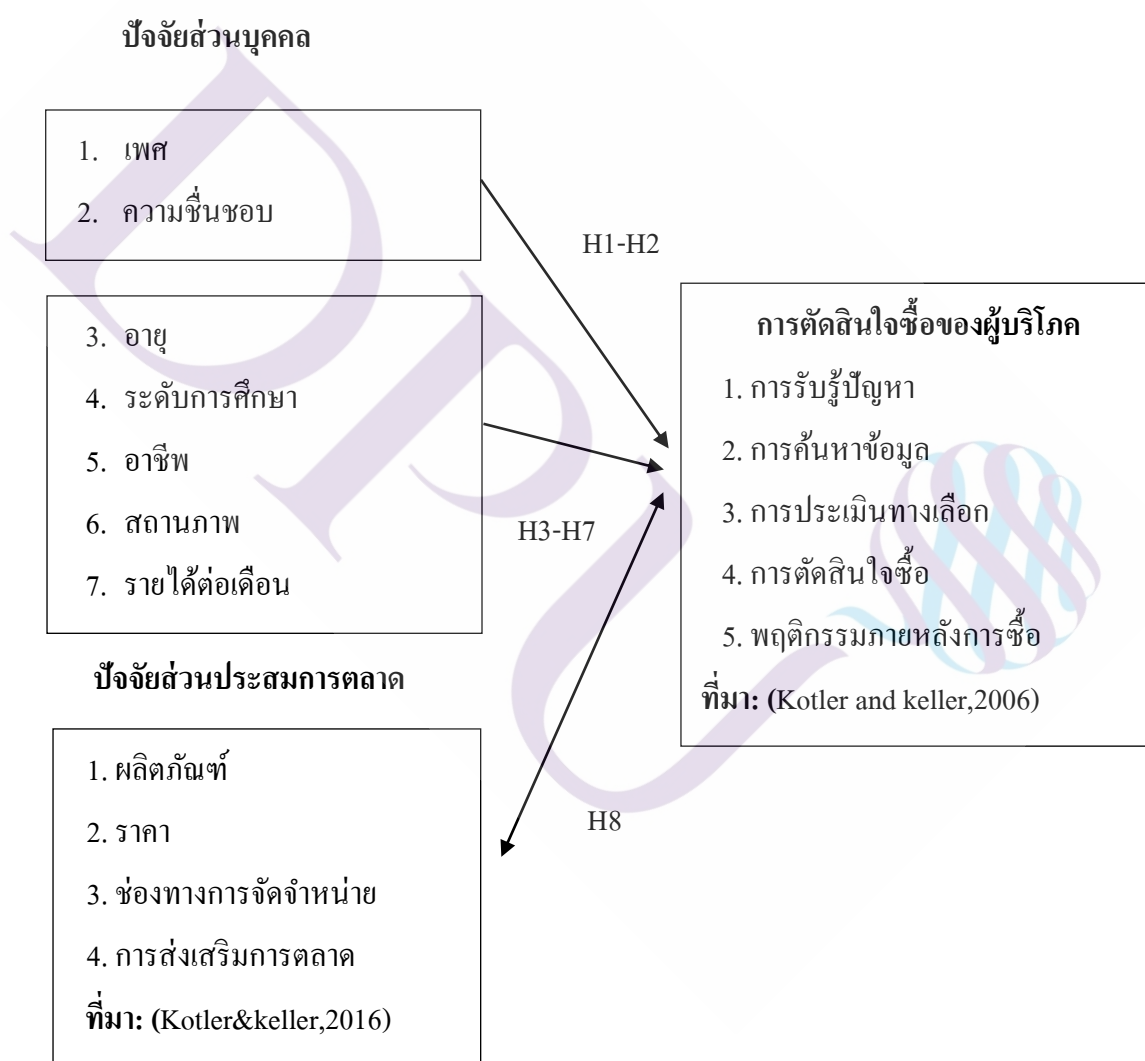 ปัจจัยส่วนบุคคล
1. เพศ
2. ความชื่นชอบ
H1-H2
3. อายุ
4. ระดับการศึกษา
5. อาชีพ
6. สถานภาพ
7. รายได้ต่อเดือน
H3-H7
การตัดสินใจซื้อของผู้บริโภค
1. การรับรู้ปัญหา
2. การค้นหาข้อมูล
3. การประเมินทางเลือก
4. การตัดสินใจซื้อ
5. พฤติกรรมภายหลังการซื้อ
ที่มา: (Kotler and keller,2006)
ปัจจัยส่วนประสมการตลาด
1. ผลิตภัณฑ์
2. ราคา
3. ช่องทางการจัดจำหน่าย
4. การส่งเสริมการตลาด
ที่มา: (Kotler&keller,2016)
H8
DPU